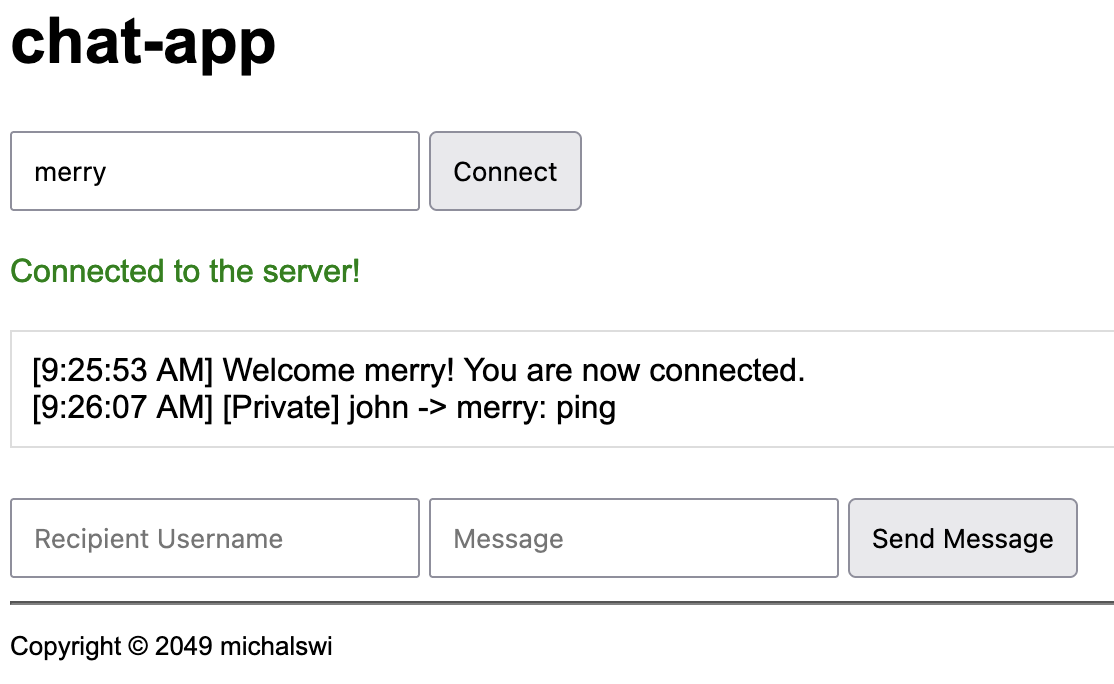 chat-app
merry Connect
Connected to the server!
[9:25:53 AM] Welcome merry! You are now connected.
[9:26:07 AM] [Private] john -> merry: ping
Recipient Username Message Send Message
Copyright © 2049 michalswi